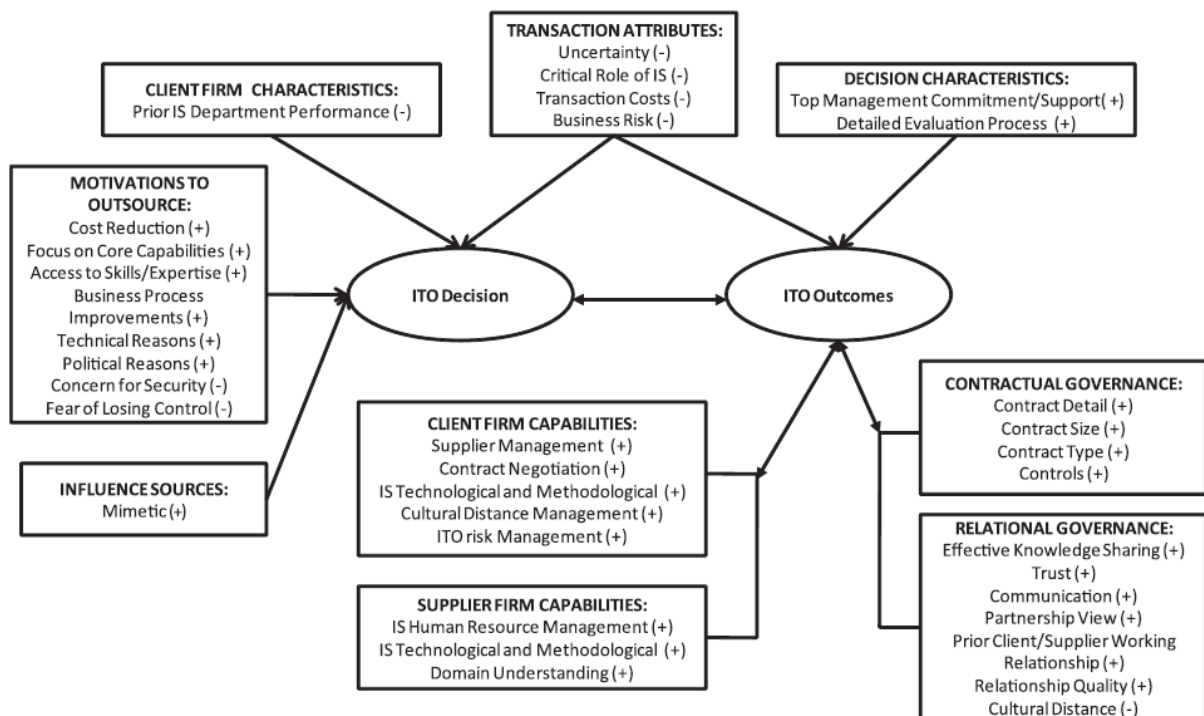 TRANSACTION ATTRIBUTES:
Uncertainty (-)
Critical Role of IS (-)
Transaction Costs (-)
Business Risk (-)
CLIENT FIRM CHARACTERISTICS:
Prior IS Department Performance (-)
DECISION CHARACTERISTICS:
Top Management Commitment/Support( +)
Detailed Evaluation Process (+)
MOTIVATIONS TO
OUTSOURCE:
Cost Reduction (+)
Focus on Core Capabilities (+)
Access to Skills/Expertise (+)
Business Process
Improvements (+)
Technical Reasons (+)
Political Reasons (+)
Concern for Security (-)
Fear of Losing Control (-)
ITO Decision
ITO Outcomes
INFLUENCE SOURCES:
Mimetic (+)
CLIENT FIRM CAPABILITIES:
Supplier Management (+)
Contract Negotiation (+)
IS Technological and Methodological (+)
Cultural Distance Management (+)
ITO risk Management (+)
SUPPLIER FIRM CAPABILITIES:
IS Human Resource Management (+)
IS Technological and Methodological (+)
Domain Understanding (+)
CONTRACTUAL GOVERNANCE:
Contract Detail (+)
Contract Size (+)
Contract Type (+)
Controls (+)
RELATIONAL GOVERNANCE:
Effective Knowledge Sharing (+)
Trust (+)
Communication (+)
Partnership View (+)
Prior Client/Supplier Working
Relationship (+)
Relationship Quality (+)
Cultural Distance (-)